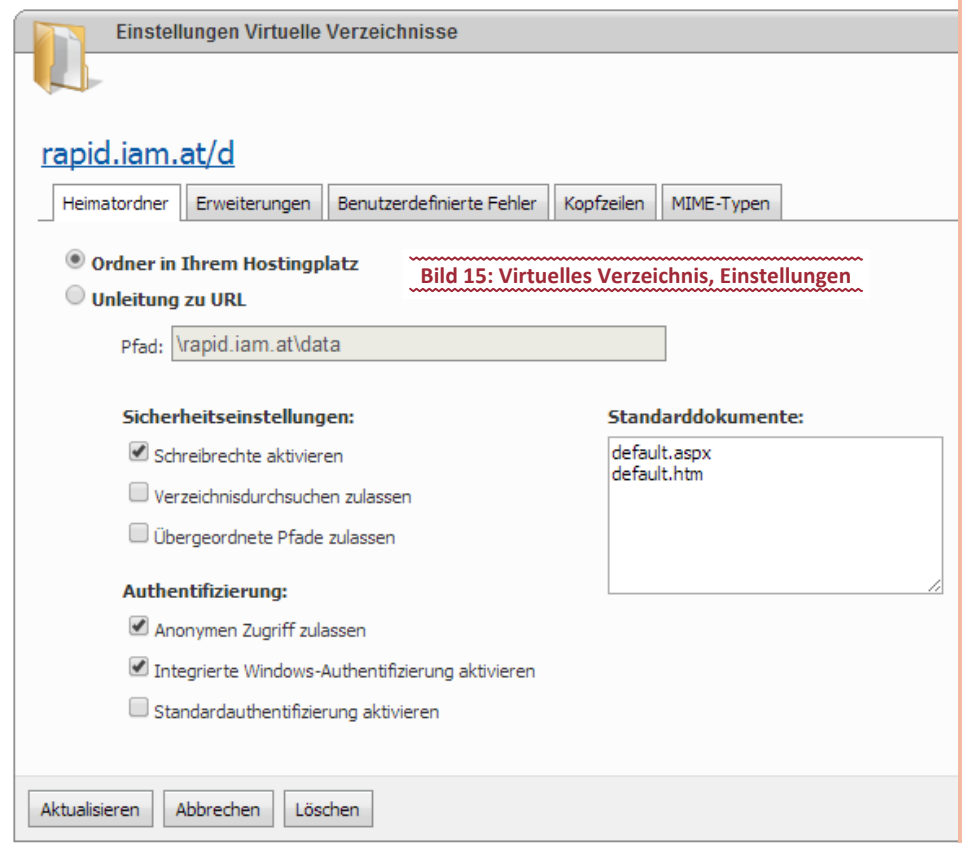 Einstellungen Virtuelle Verzeichnisse
rapid.iam.at/d
Heimatordner Erweiterungen Benutzerdefinierte Fehler Kopfzeilen MIME-Typen
Ordner in Ihrem Hostingplatz
Bild 15: Virtuelles Verzeichnis, Einstellungen
Unleitung zu URL
Pfad: \rapid.iam.at\data
Sicherheitseinstellungen:
Schreibrechte aktivieren
Verzeichnisdurchsuchen zulassen
Übergeordnete Pfade zulassen
Standarddokumente:
default.aspx
default.htm
Authentifizierung:
Anonymen Zugriff zulassen
Integrierte Windows-Authentifizierung aktivieren
Standardauthentifizierung aktivieren
Aktualisieren Abbrechen Löschen